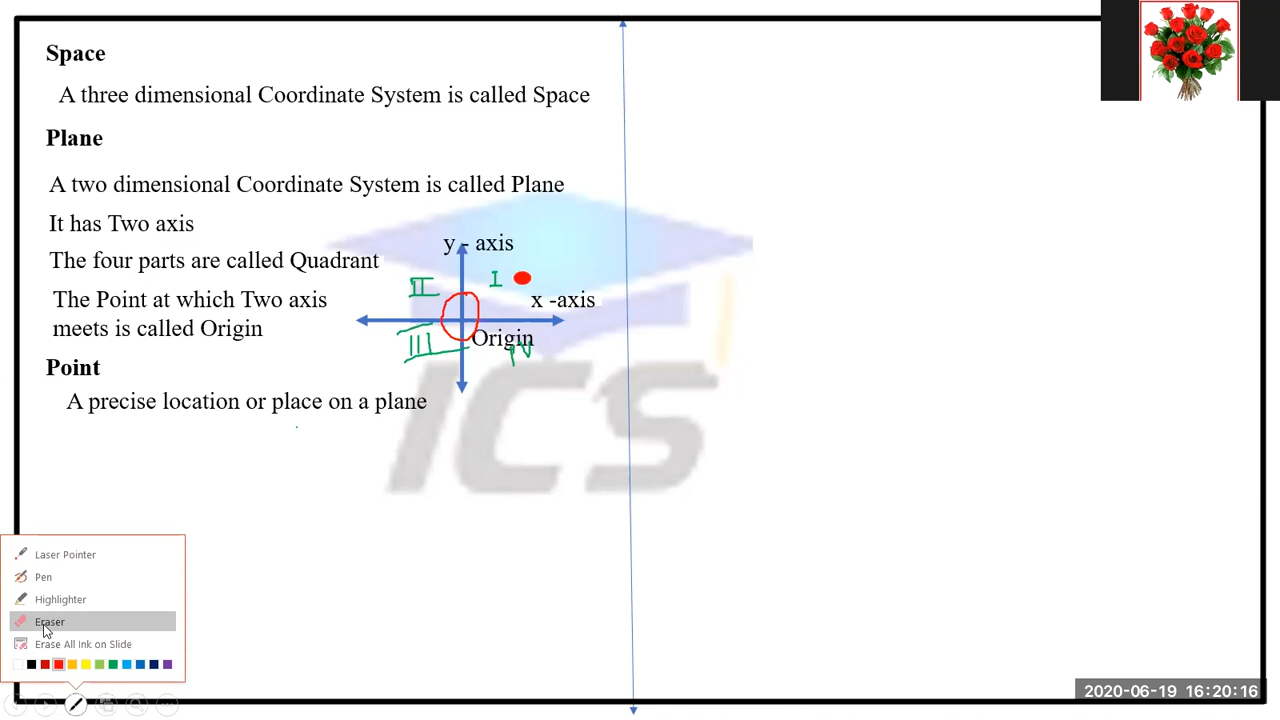 Space
A three dimensional Coordinate System is called Space
Plane
A two dimensional Coordinate System is called Plane
It has Two axis
y - axis
The four parts are called Quadrant
II
I
The Point at which Two axis
x -axis
meets is called Origin
Origin
III
IV
Point
A precise location or place on a plane
ICS
Laser Pointer
Pen
Highlighter
Eraser
Erase All Ink on Slide
2020-06-19 16:20:16